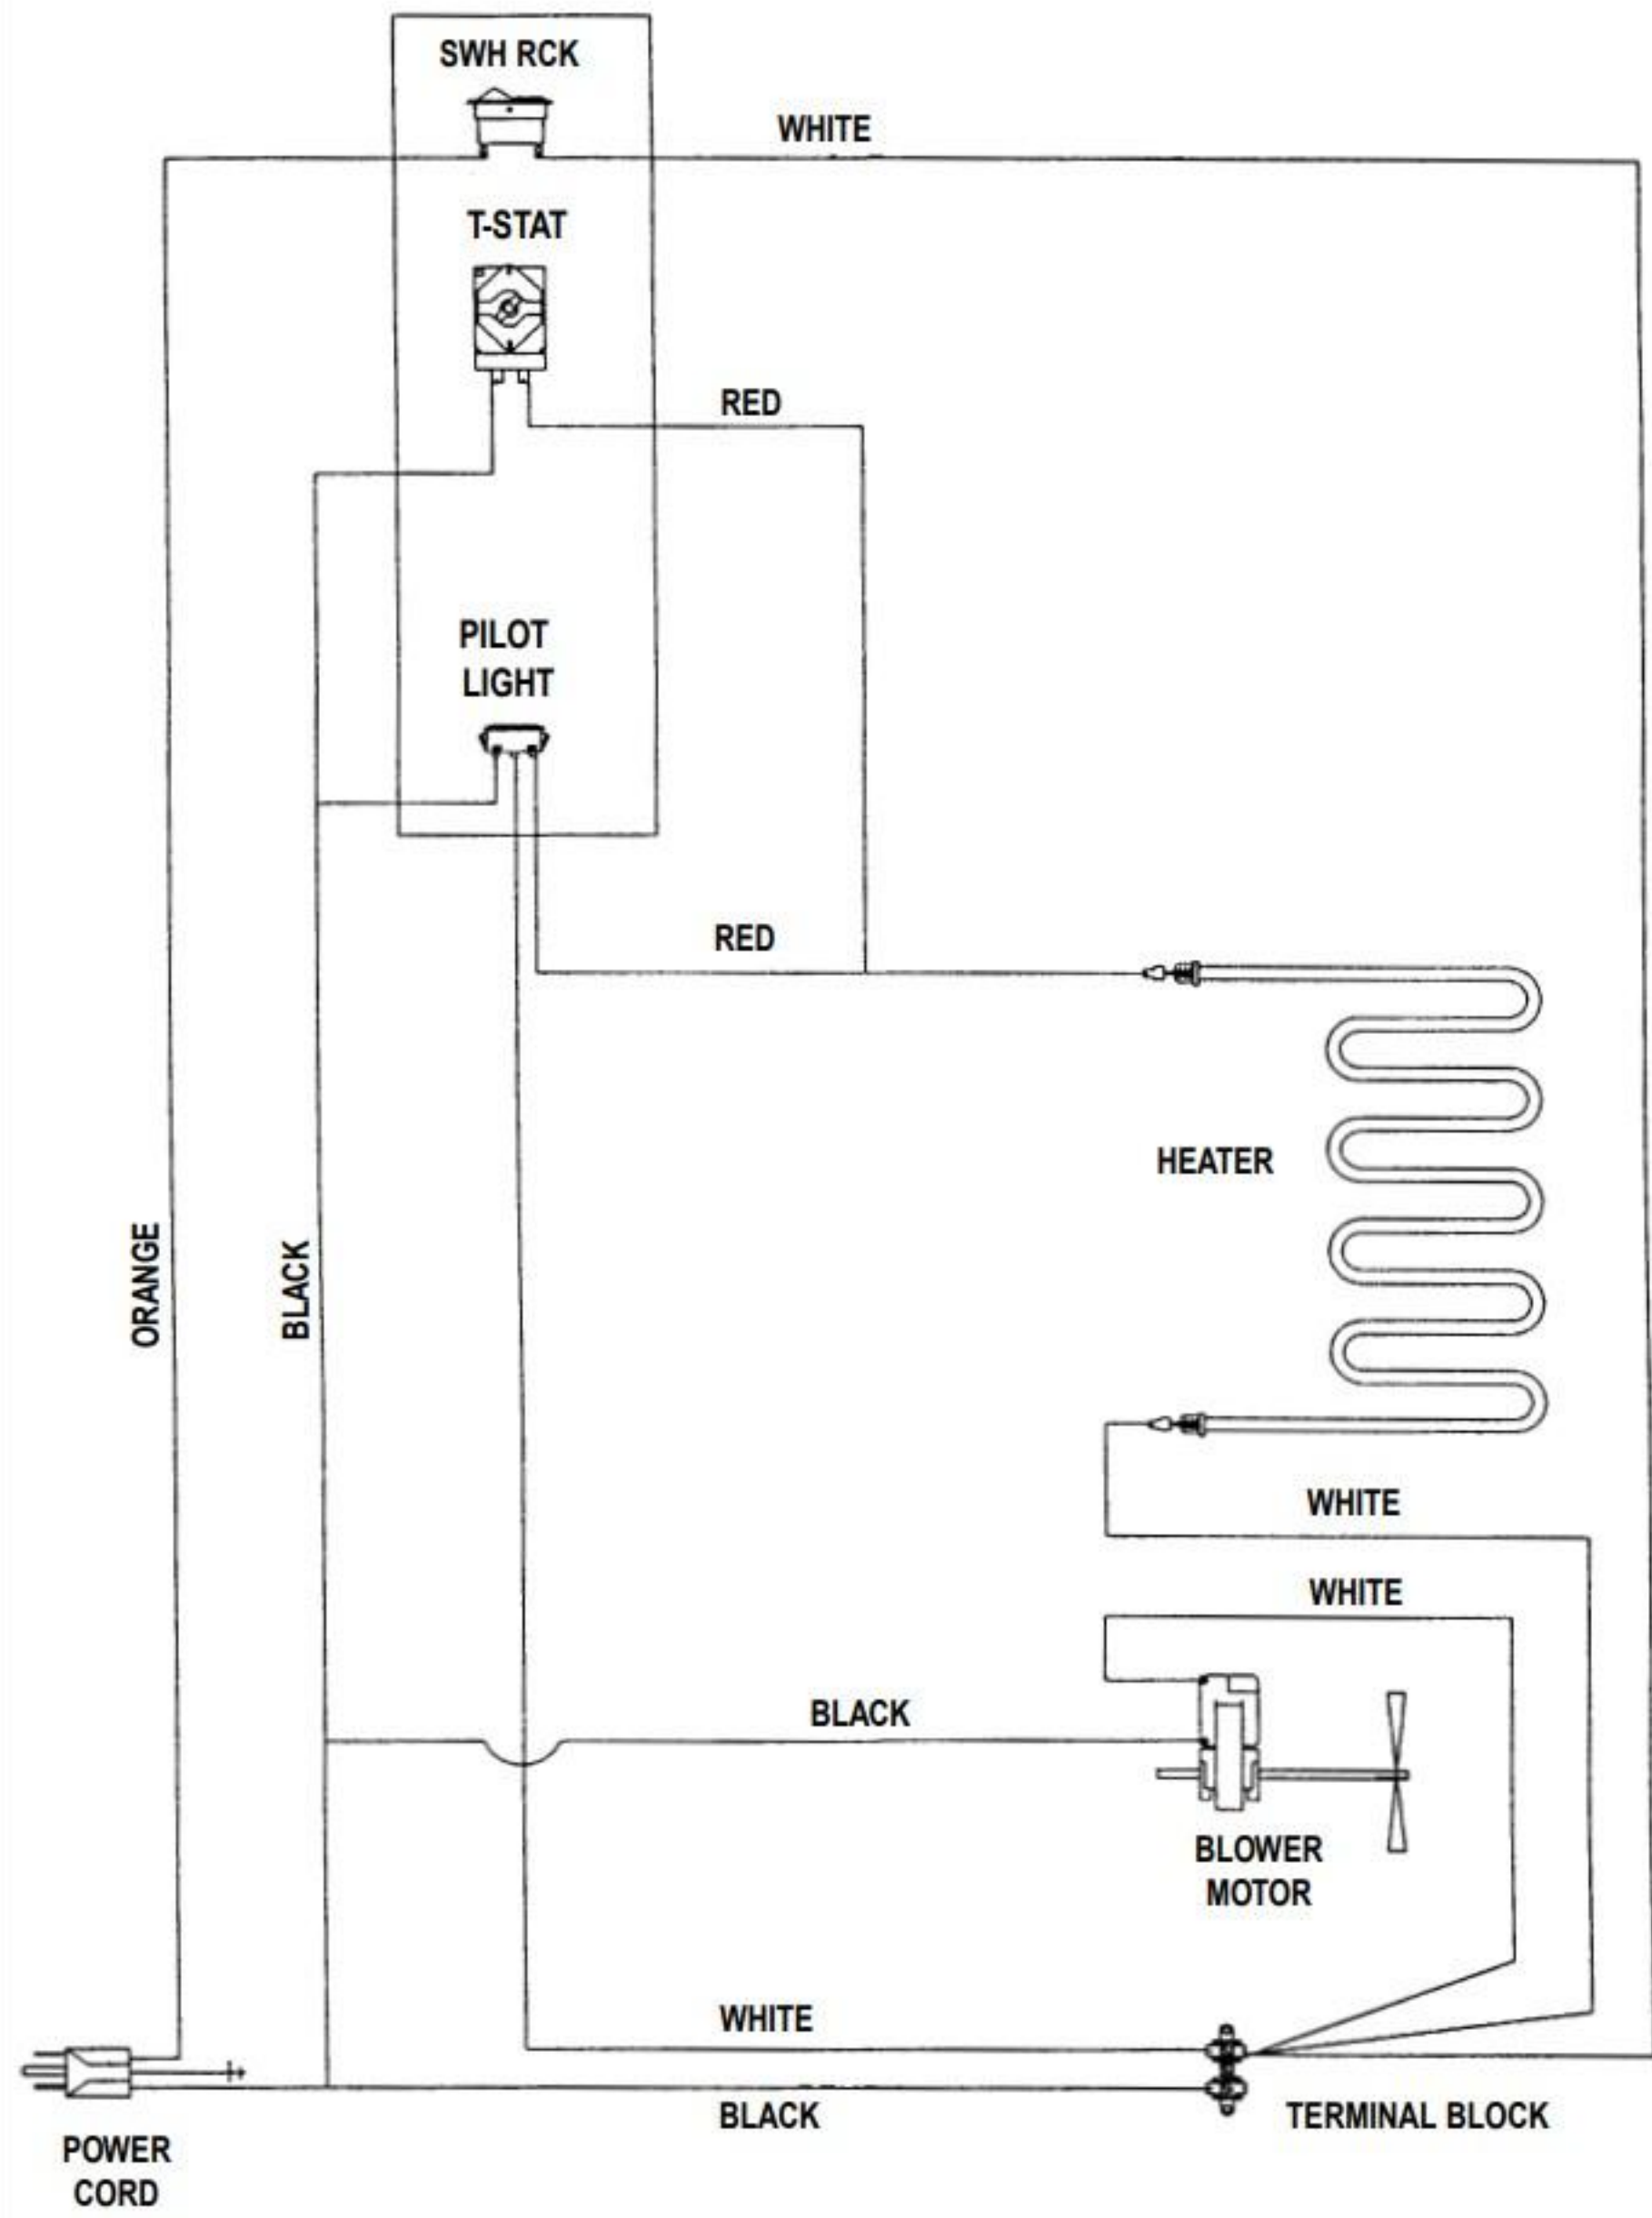 SWH RCK
WHITE
T-STAT
RED
PILOT
LIGHT
RED
HEATER
ORANGE
BLACK
WHITE
WHITE
BLACK
BLOWER
MOTOR
WHITE
BLACK
TERMINAL BLOCK
POWER
CORD